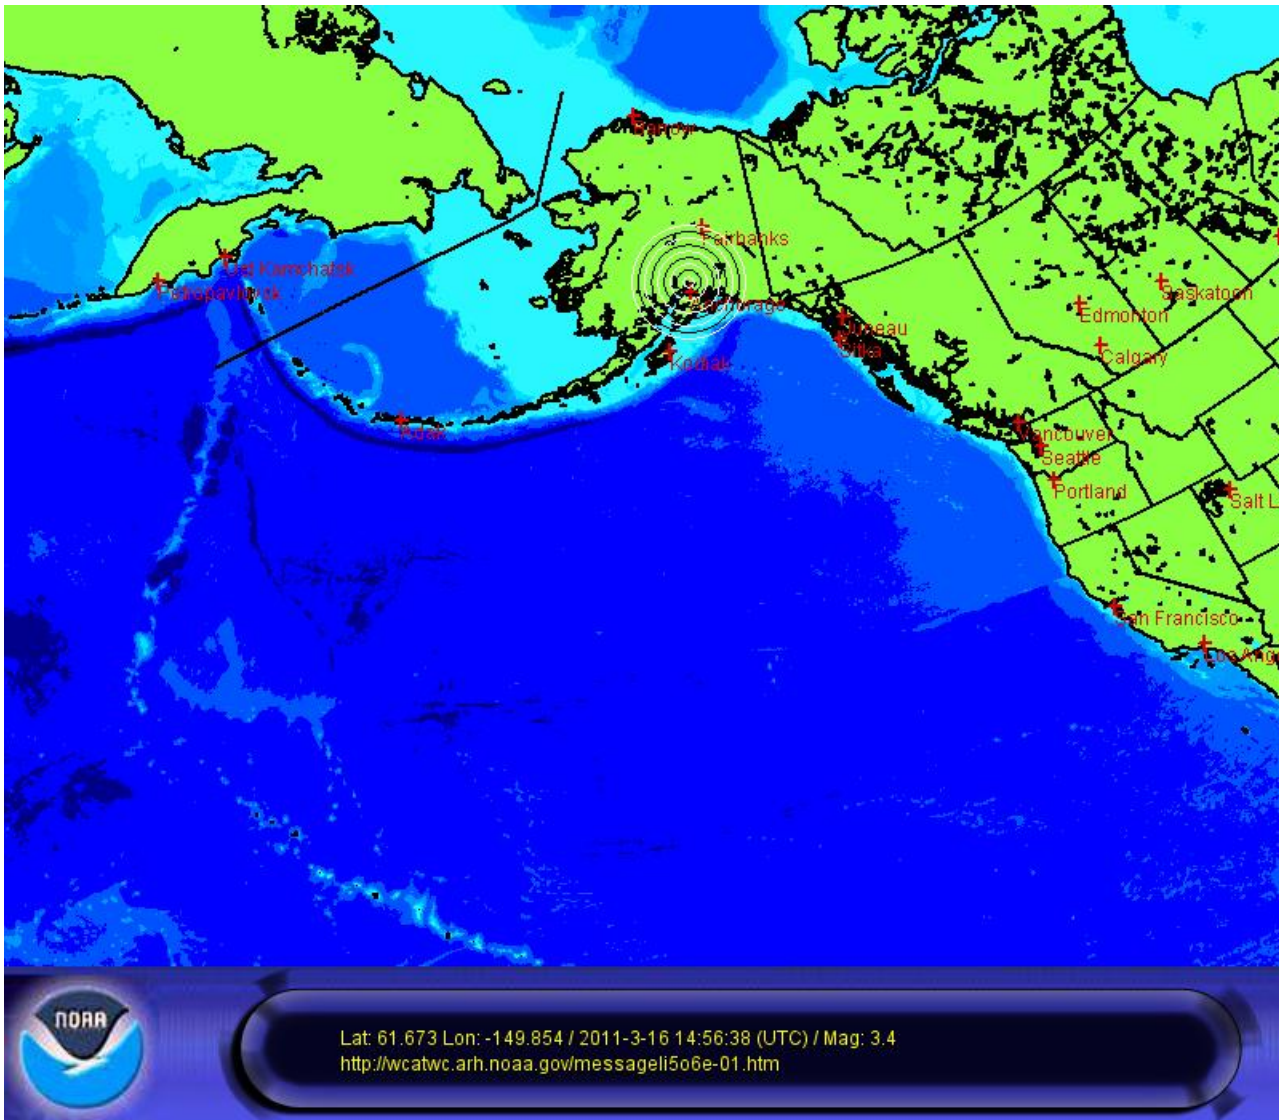 Barrow
Fairbanks
Ust Kamchatsk
Petropavlovsk
Anchorage
Saskatoon
Edmonton
Juneau
Sitka
Calgary
Kodiak
Adak
Vancouver
Seattle
Portland
Salt L
San Francisco
Los Ang
NOAA
Lat: 61.673 Lon: -149.854 / 2011-3-16 14:56:38 (UTC) / Mag: 3.4
http://wcatwc.arh.noaa.gov/messageli5o6e-01.htm